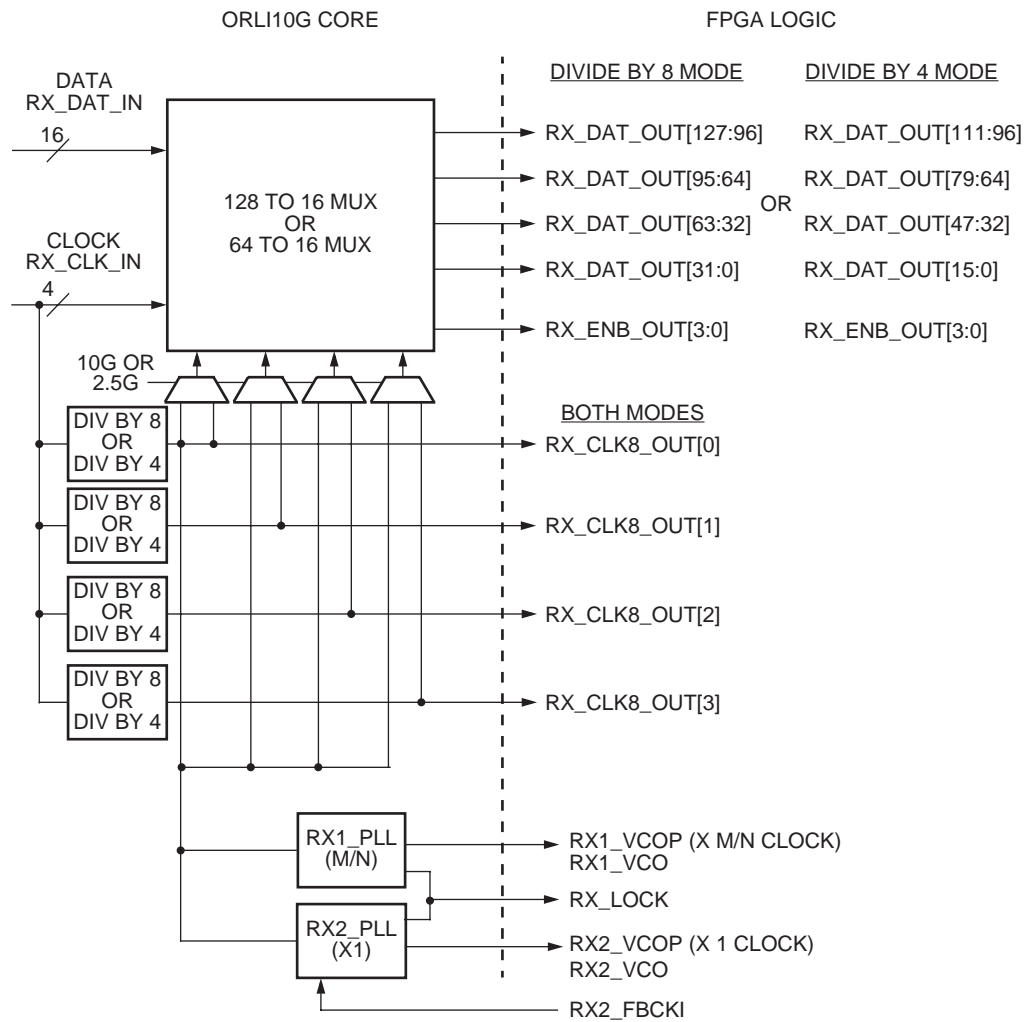 ORLI10G CORE
FPGA LOGIC
DIVIDE BY 8 MODE
DIVIDE BY 4 MODE
DATA
RX_DAT_IN
16
128 TO 16 MUX
OR
64 TO 16 MUX
RX_DAT_OUT[127:96]
RX_DAT_OUT[111:96]
RX_DAT_OUT[95:64]
RX_DAT_OUT[79:64]
OR
RX_DAT_OUT[63:32]
RX_DAT_OUT[47:32]
RX_DAT_OUT[31:0]
RX_DAT_OUT[15:0]
RX_ENB_OUT[3:0]
RX_ENB_OUT[3:0]
CLOCK
RX_CLK_IN
4
10G OR
2.5G
BOTH MODES
DIV BY 8
OR
DIV BY 4
RX_CLK8_OUT[0]
DIV BY 8
OR
DIV BY 4
RX_CLK8_OUT[1]
DIV BY 8
OR
DIV BY 4
RX_CLK8_OUT[2]
DIV BY 8
OR
DIV BY 4
RX_CLK8_OUT[3]
RX1_PLL
(M/N)
RX1_VCOP (X M/N CLOCK)
RX1_VCO
RX_LOCK
RX2_PLL
(X1)
RX2_VCOP (X 1 CLOCK)
RX2_VCO
RX2_FBCKI